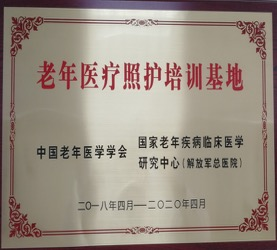 老年医疗照护培训基地
中国老年医学学会
国家老年疾病临床医学
研究中心(解放军总医院)
二〇一八年四月—二〇二〇年四月